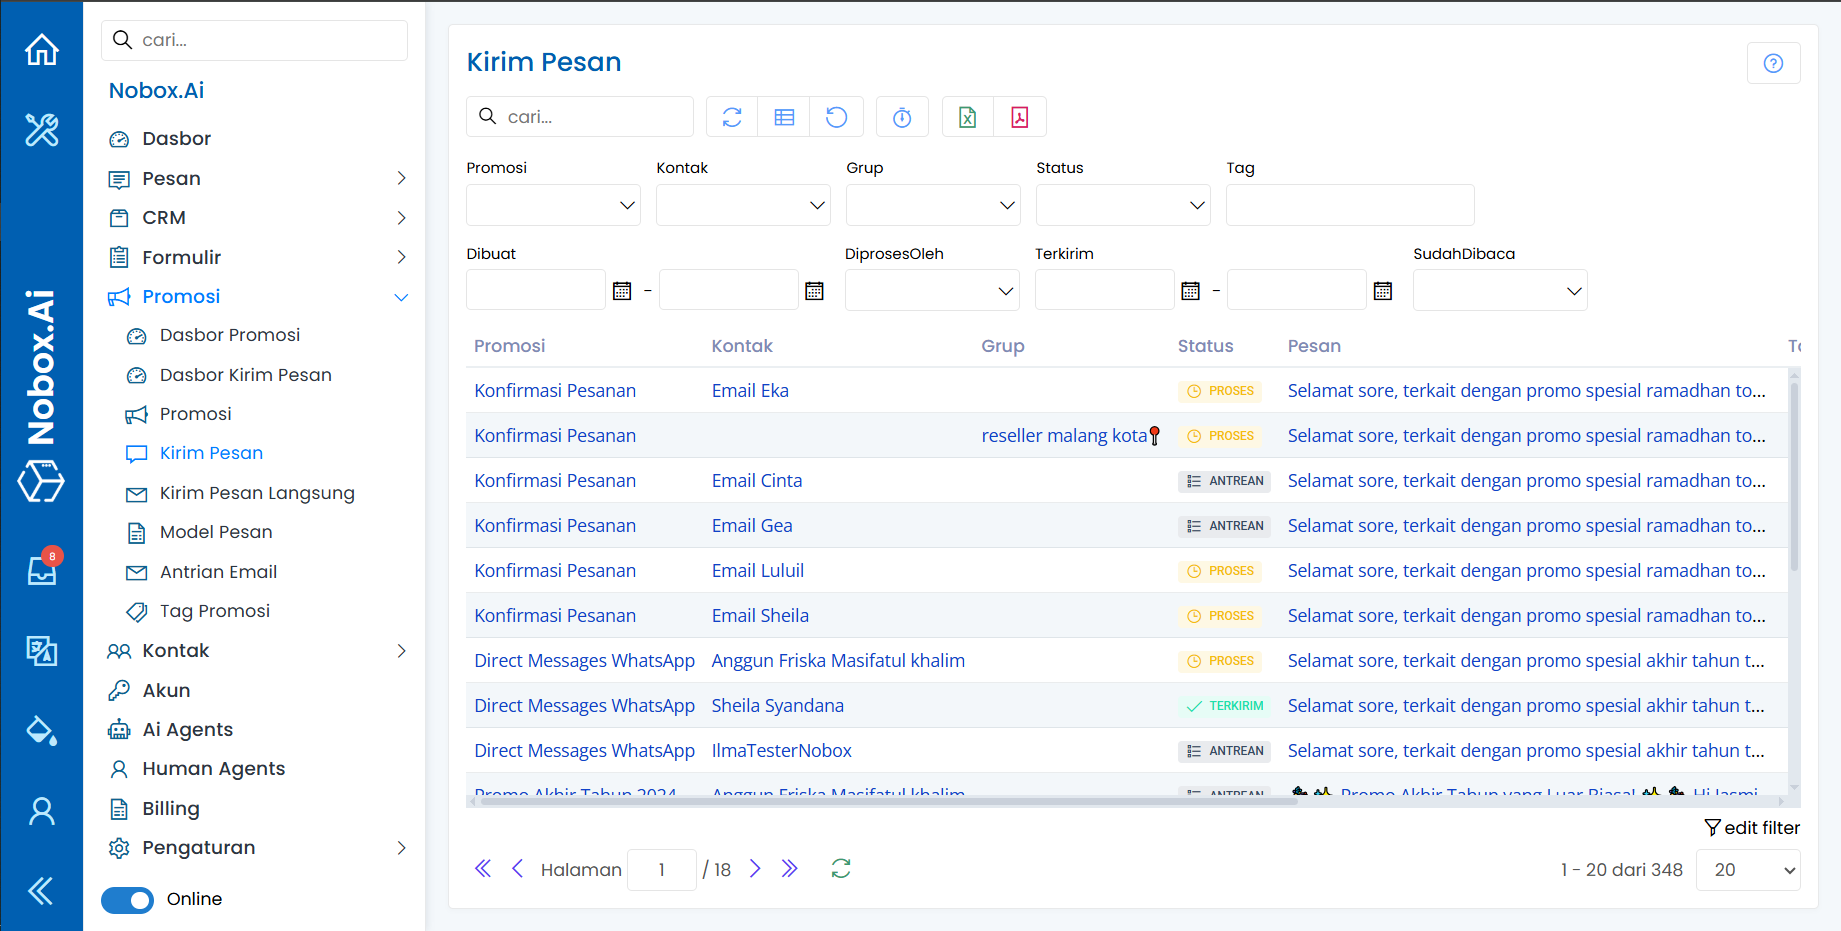 Nobox.Ai
8
cari...
Nobox.Ai
Dasbor
Pesan
CRM
Formulir
Promosi
Dasbor Promosi
Dasbor Kirim Pesan
Promosi
Kirim Pesan
Kirim Pesan Langsung
Model Pesan
Antrian Email
Tag Promosi
Kontak
Akun
Ai Agents
Human Agents
Billing
Pengaturan
Online
Kirim Pesan
cari...
Promosi Kontak Grup Status Tag
Dibuat DiprosesOleh Terkirim SudahDibaca
- -
Promosi Kontak Grup Status Pesan
Konfirmasi Pesanan Email Eka PROSES Selamat sore, terkait dengan promo spesial ramadhan to...
Konfirmasi Pesanan reseller malang kota📍 PROSES Selamat sore, terkait dengan promo spesial ramadhan to...
Konfirmasi Pesanan Email Cinta ANTREAN Selamat sore, terkait dengan promo spesial ramadhan to...
Konfirmasi Pesanan Email Gea ANTREAN Selamat sore, terkait dengan promo spesial ramadhan to...
Konfirmasi Pesanan Email Luluil PROSES Selamat sore, terkait dengan promo spesial ramadhan to...
Konfirmasi Pesanan Email Sheila PROSES Selamat sore, terkait dengan promo spesial ramadhan to...
Direct Messages WhatsApp Anggun Friska Masifatul khalim PROSES Selamat sore, terkait dengan promo spesial akhir tahun t...
Direct Messages WhatsApp Sheila Syandana TERKIRIM Selamat sore, terkait dengan promo spesial akhir tahun t...
Direct Messages WhatsApp IlmaTesterNobox ANTREAN Selamat sore, terkait dengan promo spesial akhir tahun t...
Promo Akhir Tahun 2024 Anggun Friska Masifatul khalim ANTREAN Promo Akhir Tahun yang Luar Biasa! Hi Jasmi
edit filter
Halaman 1 / 18
1 - 20 dari 348 20